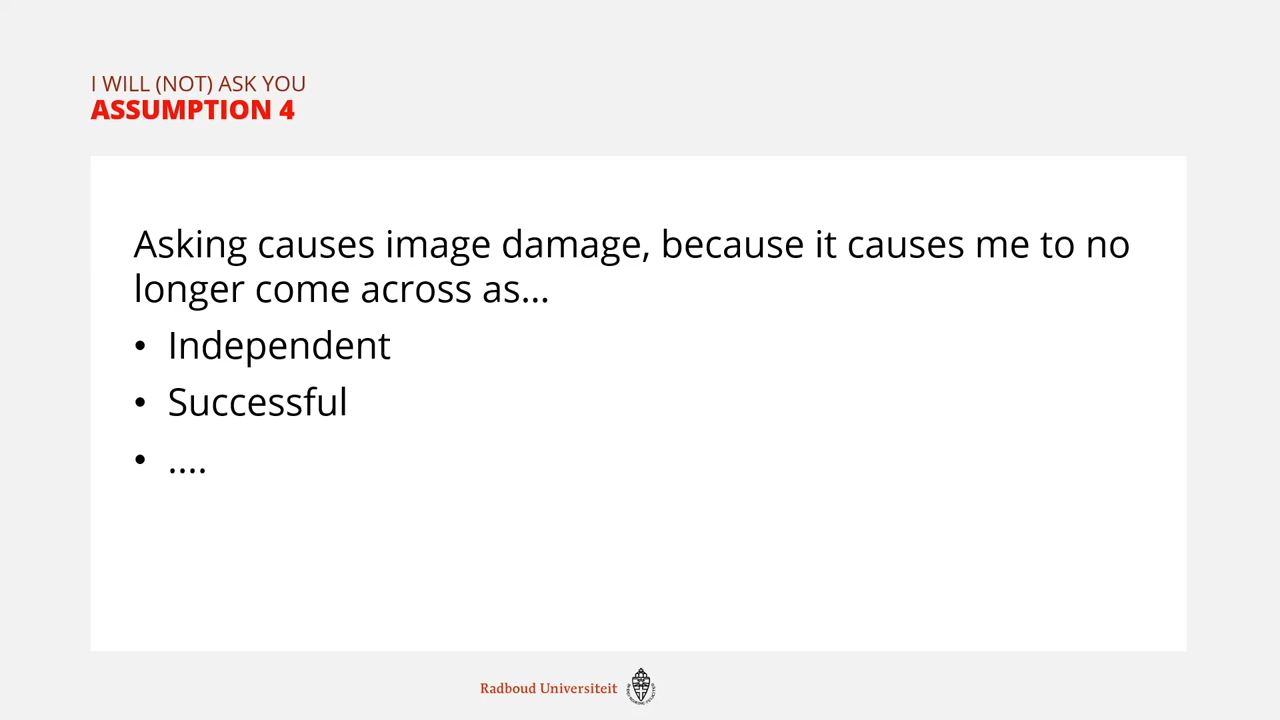 I WILL (NOT) ASK YOU
ASSUMPTION 4
Asking causes image damage, because it causes me to no
longer come across as...
• Independent
• Successful
• ....
Radboud Universiteit